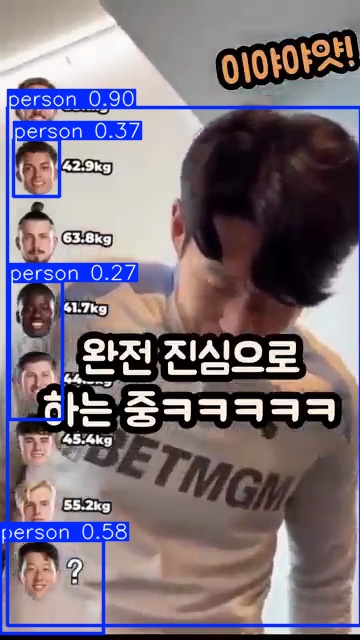 이야야얏!
person 0.90
person 0.37
42.9kg
63.8kg
person 0.27
41.7kg
완전 진심으로
하는 중ㅋㅋㅋㅋㅋ
45.4kg
BETMGM
55.2kg
person 0.58
?